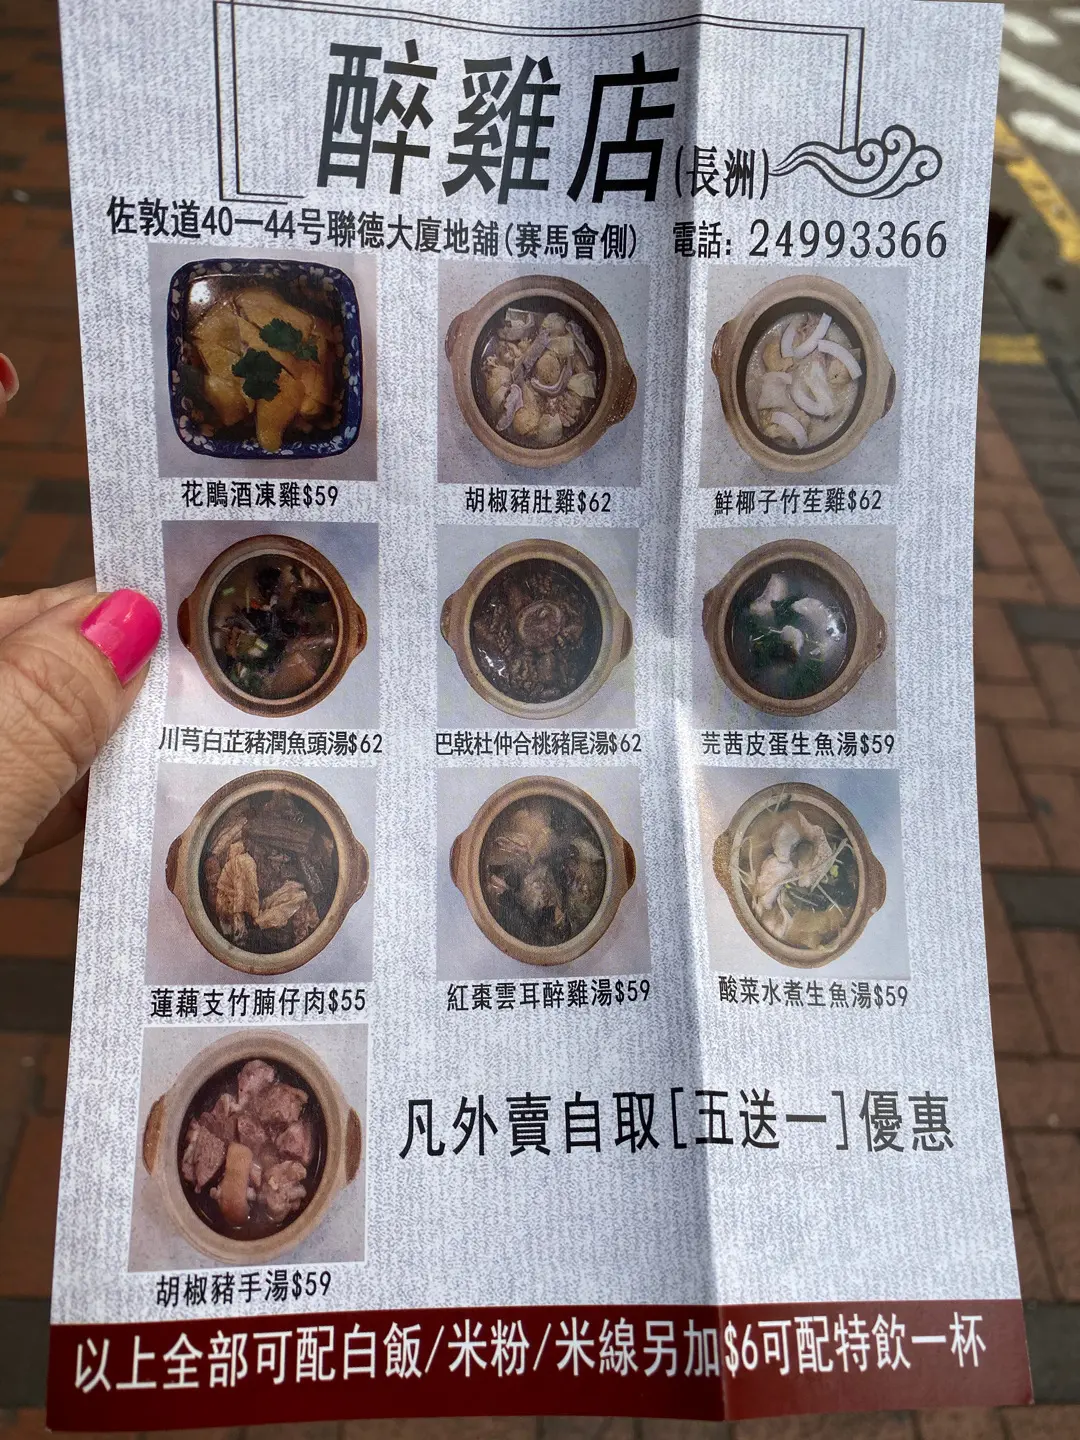 醉雞店(長洲)
佐敦道40一44号聯德大廈地舖(賽馬會側) 電話: 24993366
花鵰酒凍雞$59
胡椒豬肚雞$62
鮮椰子竹笙雞$62
川芎白芷豬潤魚頭湯$62
巴戟杜仲合桃豬尾湯$62
芫茜皮蛋生魚湯$59
蓮藕支竹腩仔肉$55
紅棗雲耳醉雞湯$59
酸菜水煮生魚湯$59
胡椒豬手湯$59
凡外賣自取[五送一]優惠
以上全部可配白飯/米粉/米線另加$6可配特飲一杯